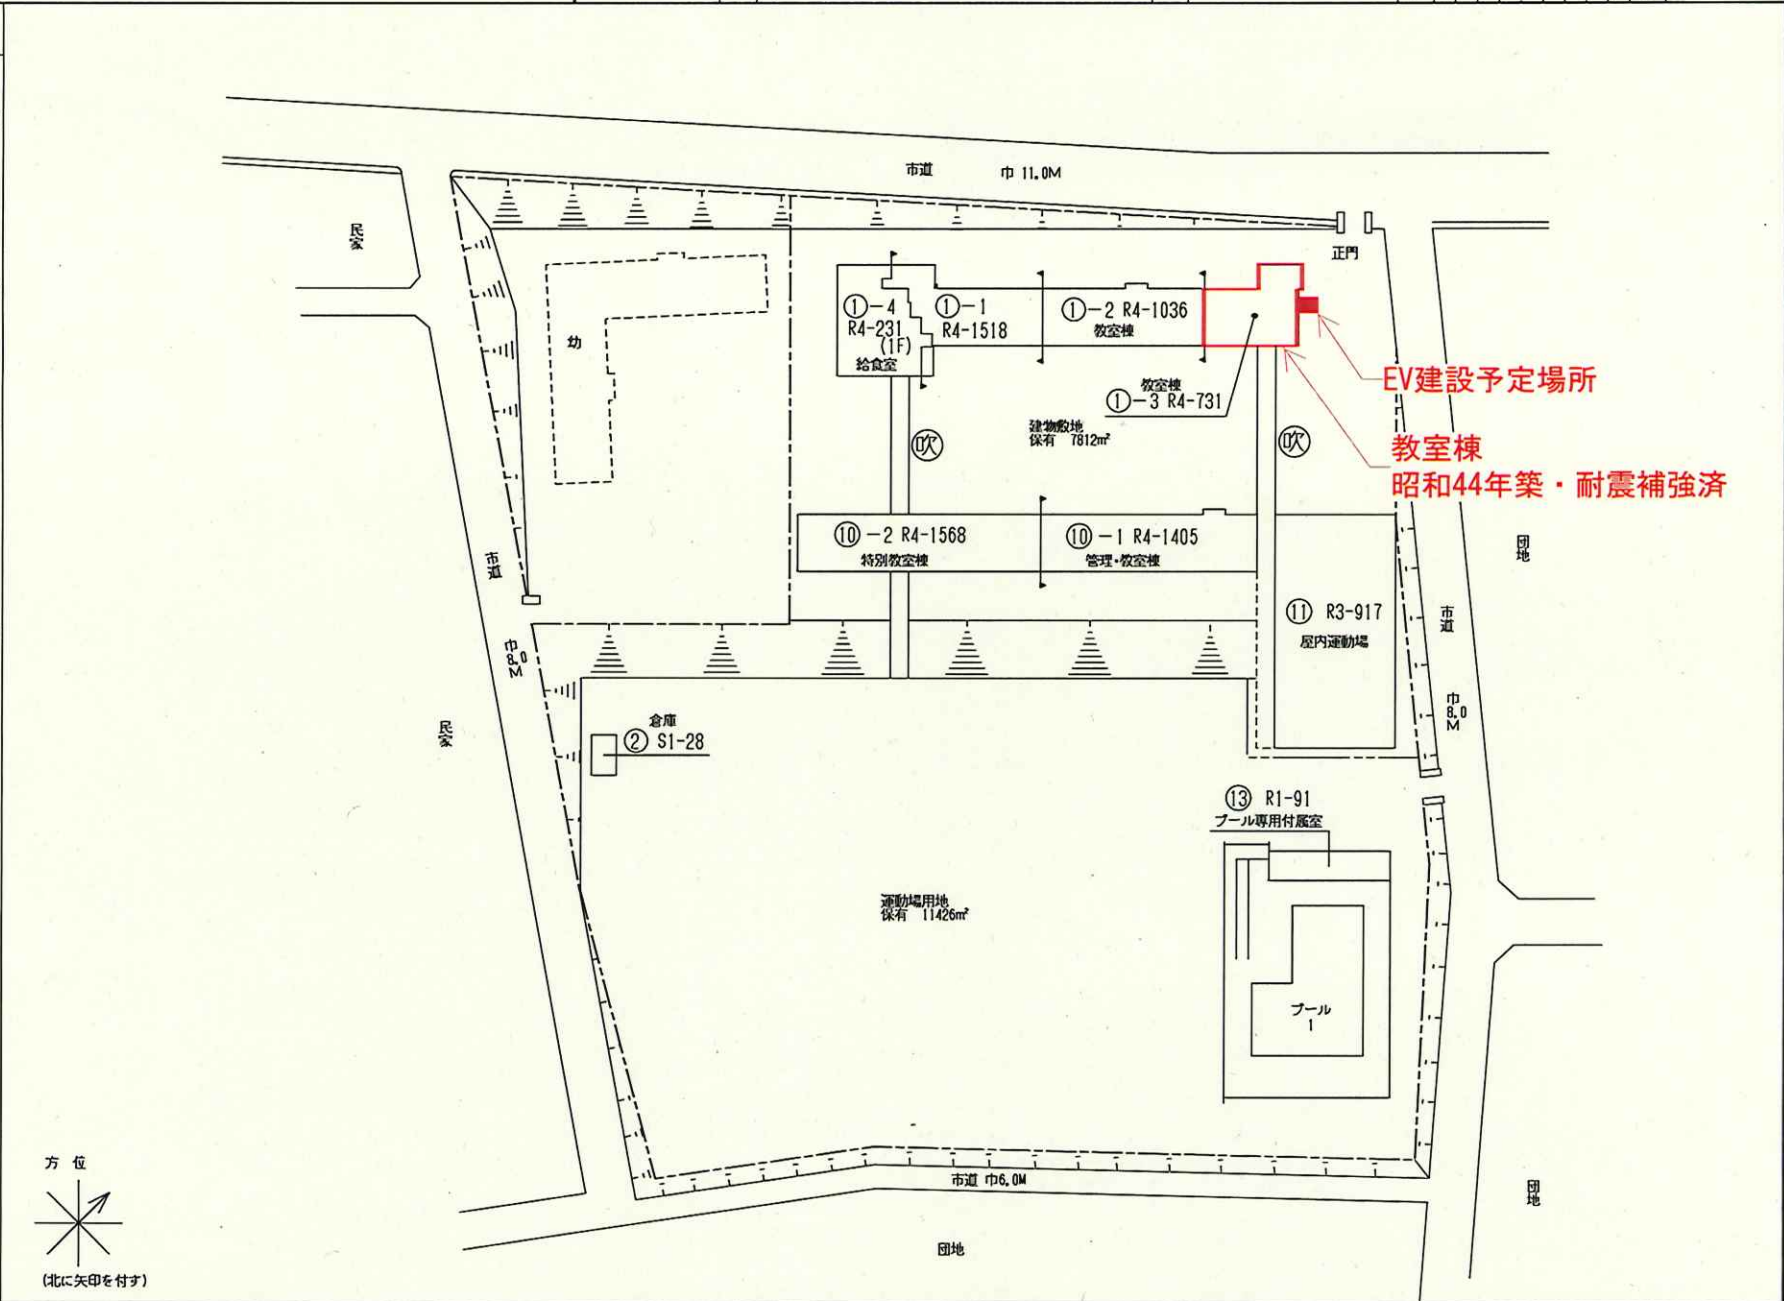 市道 巾 11.0M
民家
正門
幼
①-4
R4-231
(1F)
給食室
①-1
R4-1518
①-2 R4-1036
教室棟
教室棟
①-3 R4-731
EV建設予定場所
教室棟
昭和44年築・耐震補強済
建物敷地
保有 7812㎡
吹
吹
⑩-2 R4-1568
特別教室棟
⑩-1 R4-1405
管理・教室棟
⑪ R3-917
屋内運動場
市道
巾
8.0
M
団地
市道
巾
8.0
M
民家
倉庫
② S1-28
⑬ R1-91
プール専用付属室
運動場用地
保有 11426㎡
プール
1
市道 巾6.0M
団地
団地
方位
(北に矢印を付す)